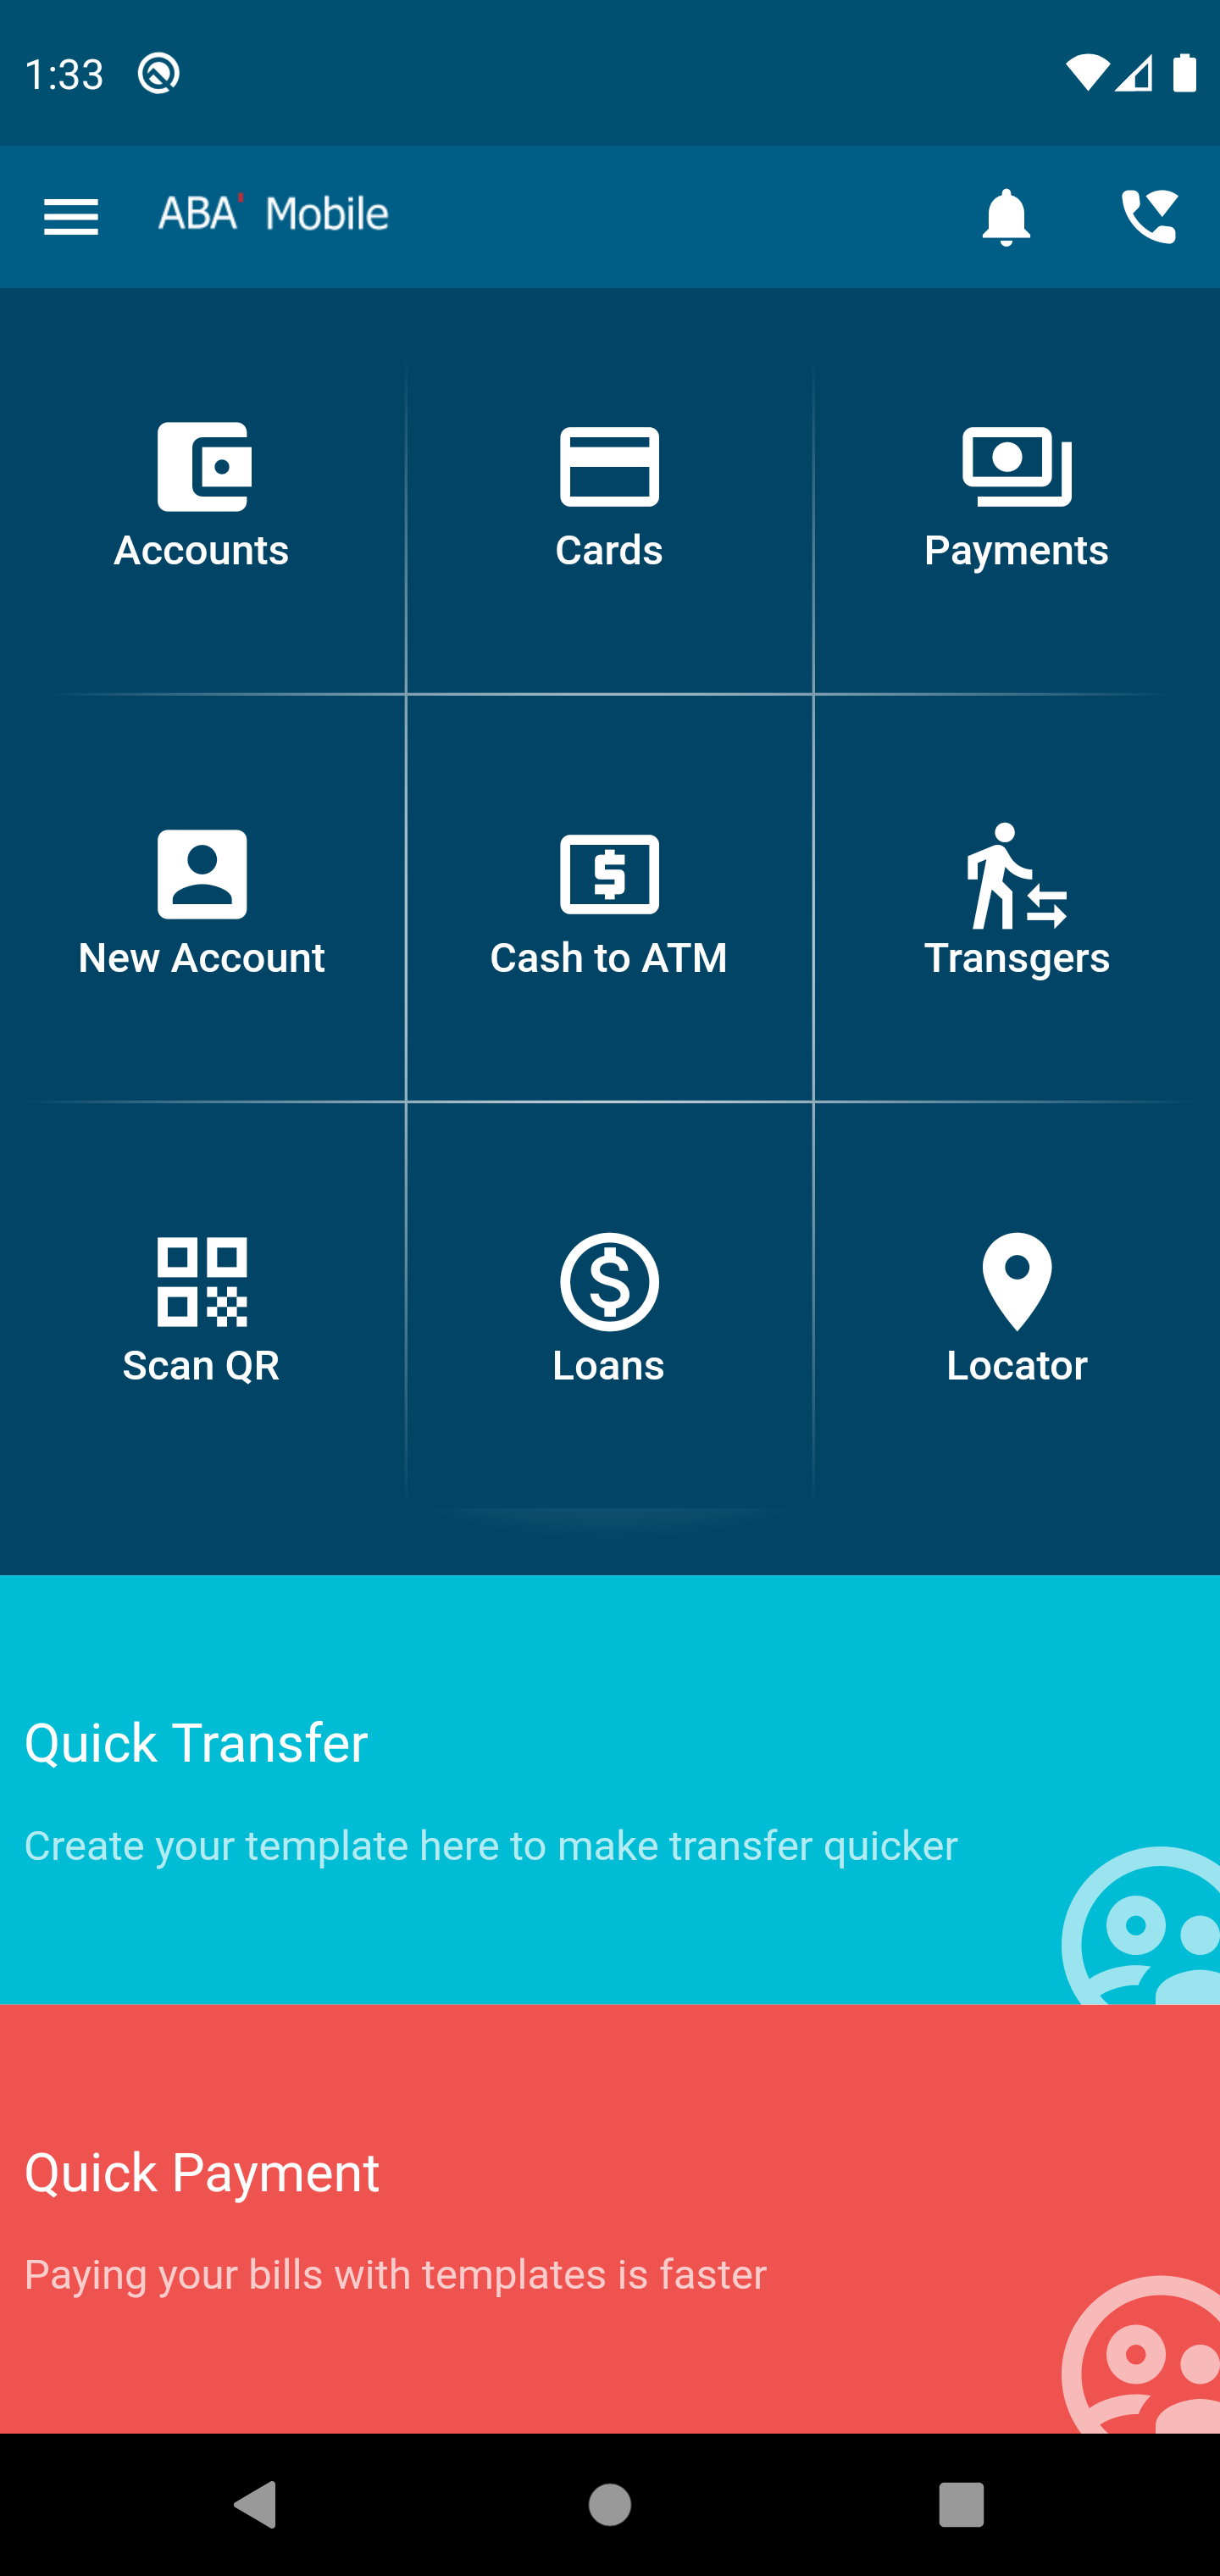 1:33
ABA' Mobile
Accounts
Cards
Payments
New Account
Cash to ATM
Transgers
Scan QR
Loans
Locator
Quick Transfer
Create your template here to make transfer quicker
Quick Payment
Paying your bills with templates is faster